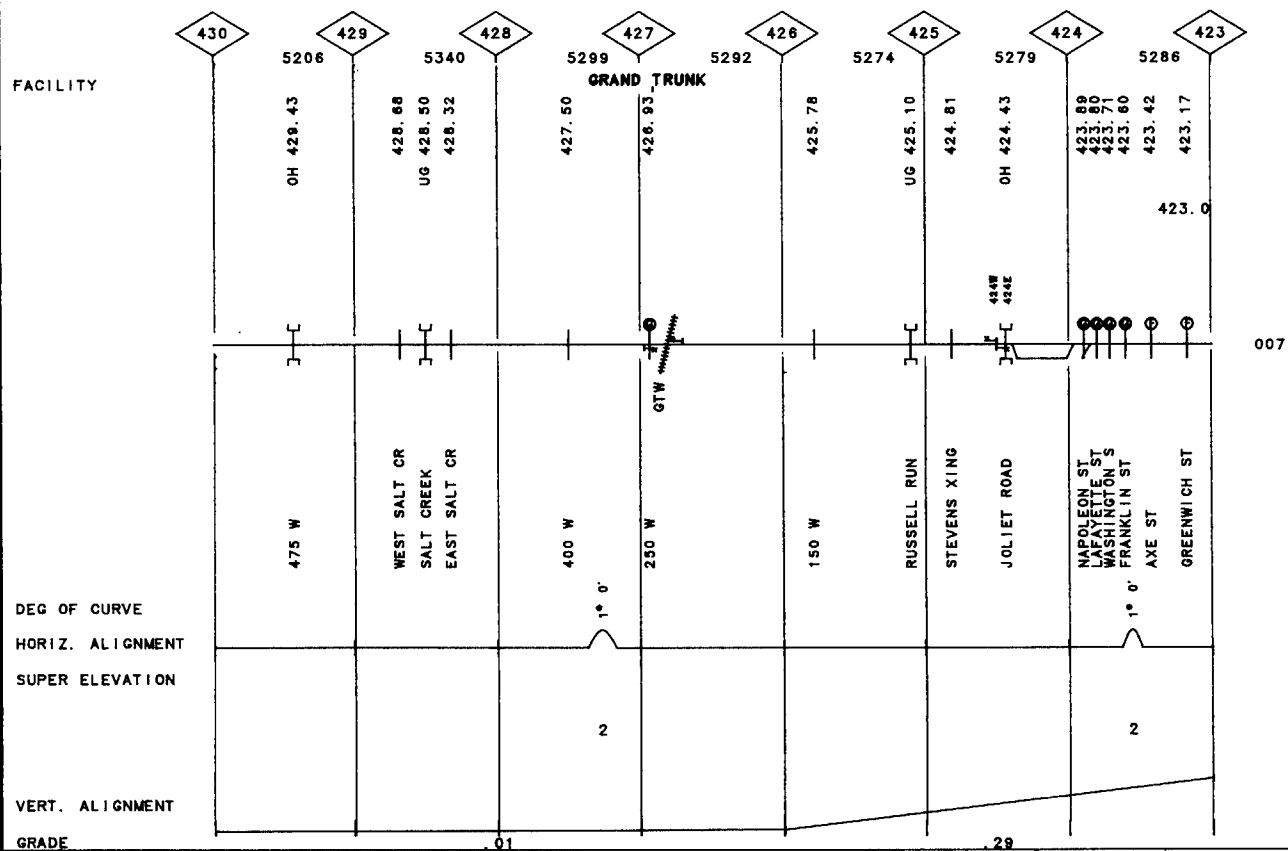 430 429 428 427 426 425 424 423
5206 5340 5299 5292 5274 5279 5286
FACILITY
GRAND TRUNK
OH 429.43
428.68
UG 428.50
428.32
427.50
426.93
425.78
UG 425.10
424.81
OH 424.43
423.89
423.80
423.71
423.60
423.42
423.17
423.0
424W
424E
007
GTW
475 W
WEST SALT CR
SALT CREEK
EAST SALT CR
400 W
250 W
150 W
RUSSELL RUN
STEVENS XING
JOLIET ROAD
NAPOLEON ST
LAFAYETTE ST
WASHINGTON S
FRANKLIN ST
AXE ST
GREENWICH ST
DEG OF CURVE
1° 0' 1° 0'
HORIZ. ALIGNMENT
SUPER ELEVATION
2 2
VERT. ALIGNMENT
GRADE .01 .29